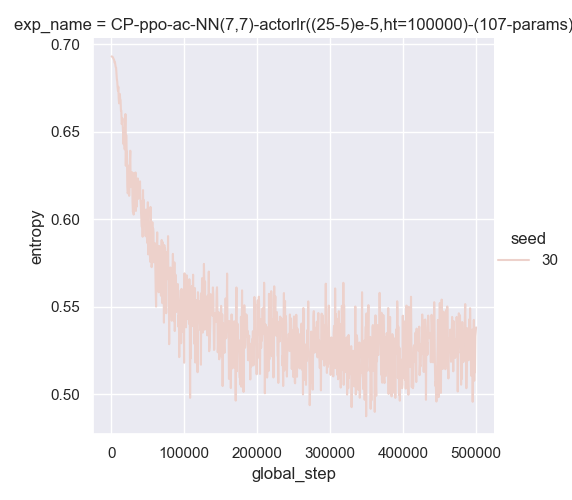 exp_name = CP-ppo-ac-NN(7,7)-actorlr((25-5)e-5,ht=100000)-(107-params)
0.70
0.65
0.60
0.55
0.50
entropy
0 100000 200000 300000 400000 500000
global_step
seed
30